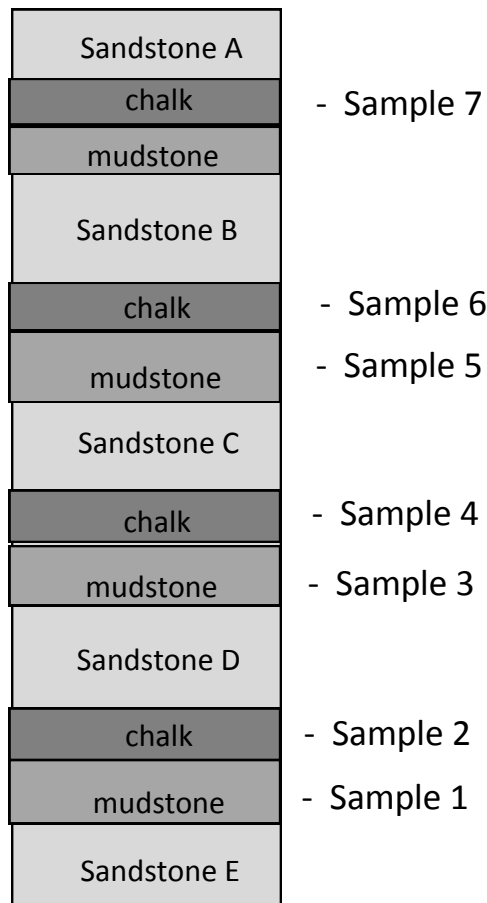 Sandstone A
chalk - Sample 7
mudstone
Sandstone B
chalk - Sample 6
mudstone - Sample 5
Sandstone C
chalk - Sample 4
mudstone - Sample 3
Sandstone D
chalk - Sample 2
mudstone - Sample 1
Sandstone E